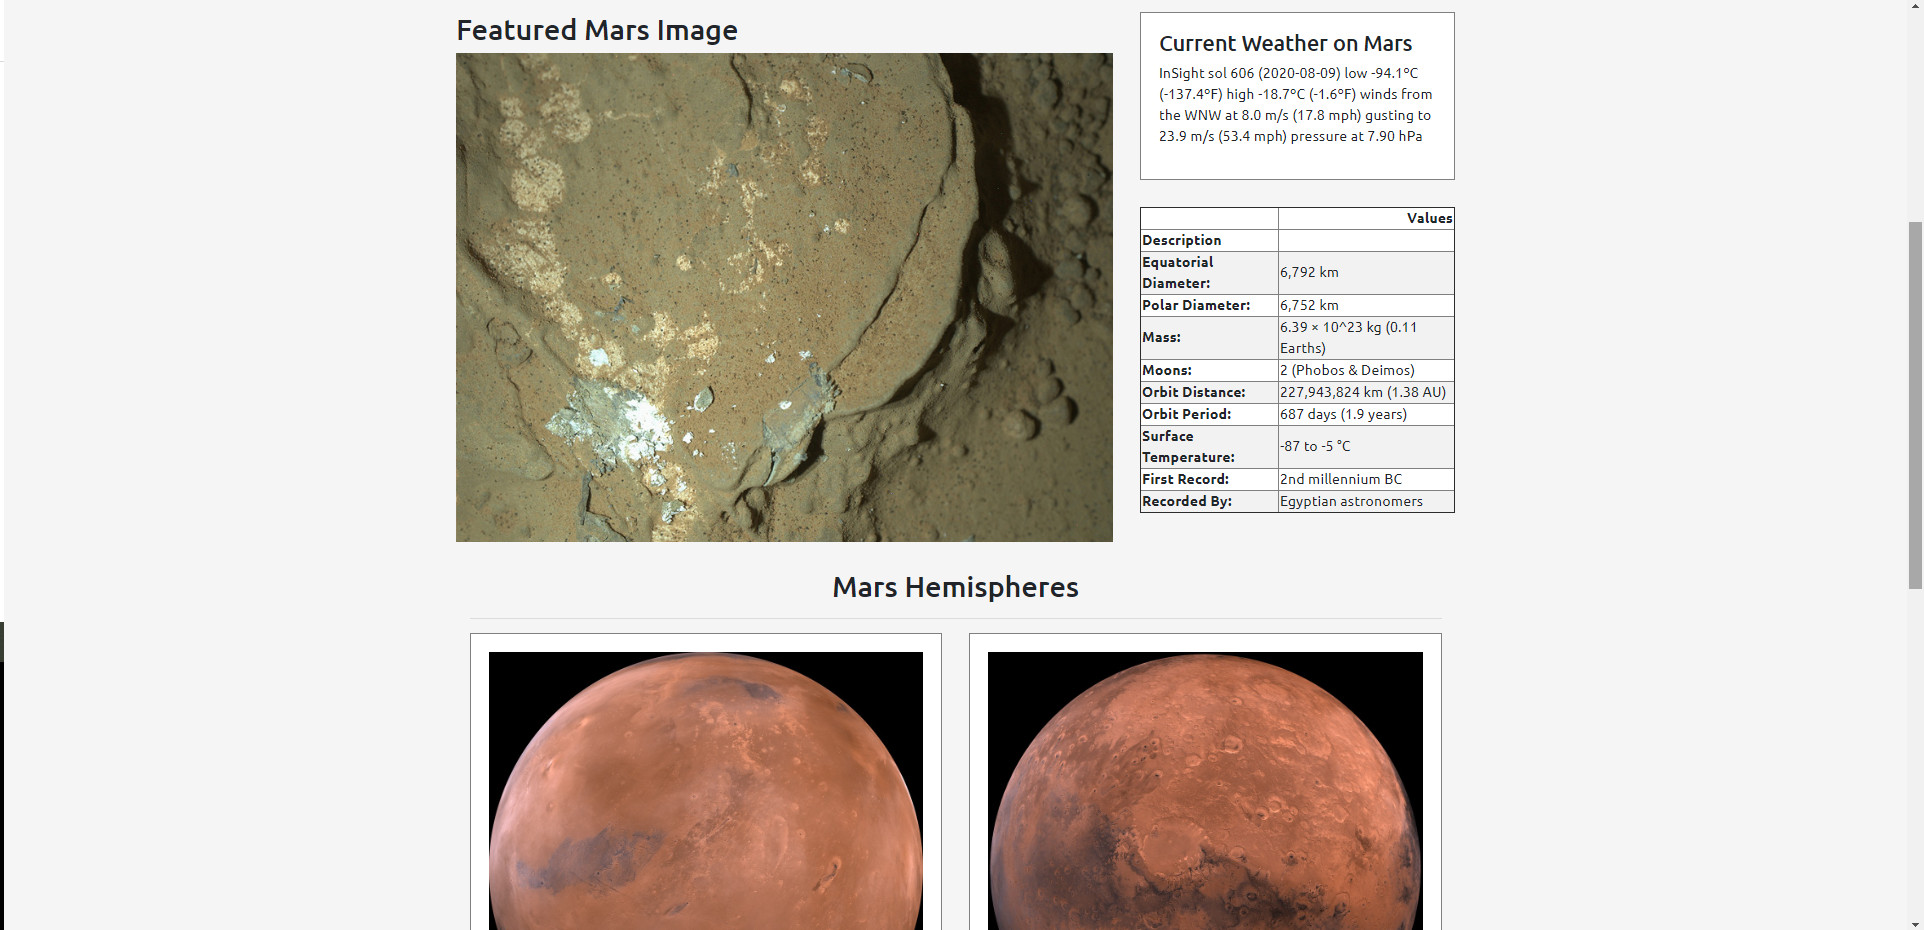 Featured Mars Image
Current Weather on Mars
InSight sol 606 (2020-08-09) low -94.1ºC
(-137.4ºF) high -18.7ºC (-1.6ºF) winds from
the WNW at 8.0 m/s (17.8 mph) gusting to
23.9 m/s (53.4 mph) pressure at 7.90 hPa
Values
Description
Equatorial
Diameter:
6,792 km
Polar Diameter: 6,752 km
Mass:
6.39 × 10^23 kg (0.11
Earths)
Moons: 2 (Phobos & Deimos)
Orbit Distance: 227,943,824 km (1.38 AU)
Orbit Period: 687 days (1.9 years)
Surface
Temperature:
-87 to -5 °C
First Record: 2nd millennium BC
Recorded By: Egyptian astronomers
Mars Hemispheres